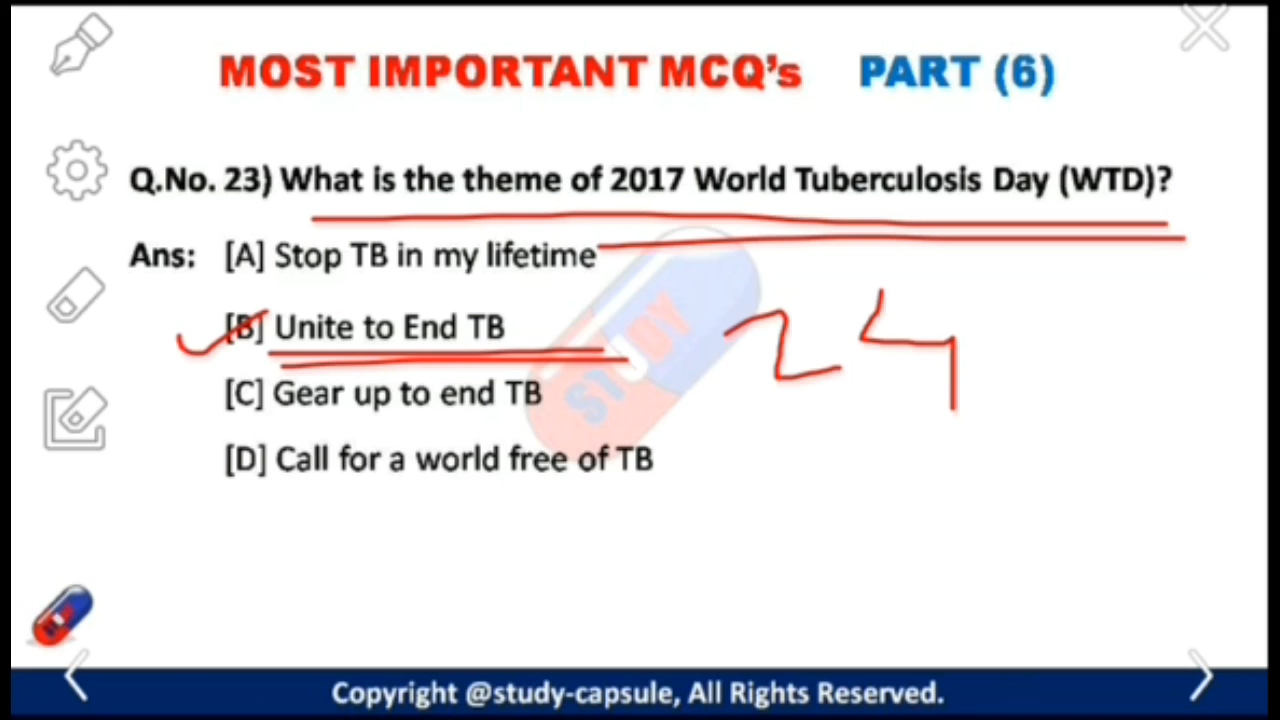 MOST IMPORTANT MCQ's PART (6)
Q.No. 23) What is the theme of 2017 World Tuberculosis Day (WTD)?
Ans: [A] Stop TB in my lifetime
[B] Unite to End TB
24
[C] Gear up to end TB
STUDY
[D] Call for a world free of TB
Copyright @study-capsule, All Rights Reserved.